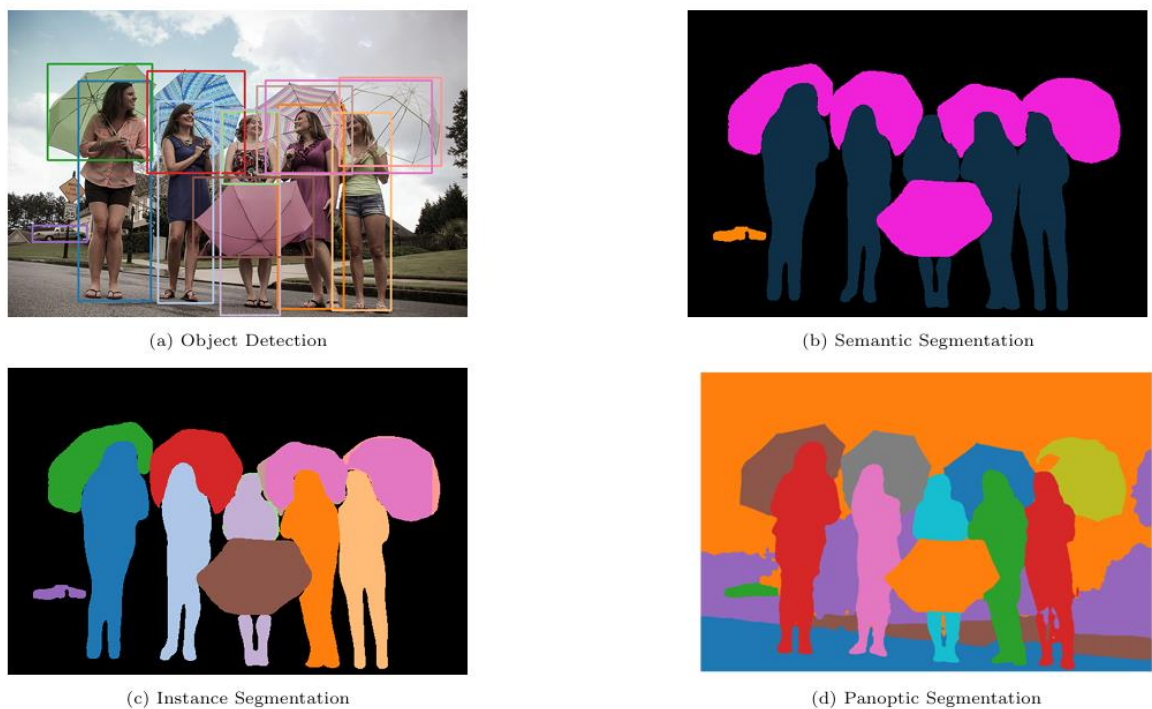 (a) Object Detection
(b) Semantic Segmentation
(c) Instance Segmentation
(d) Panoptic Segmentation